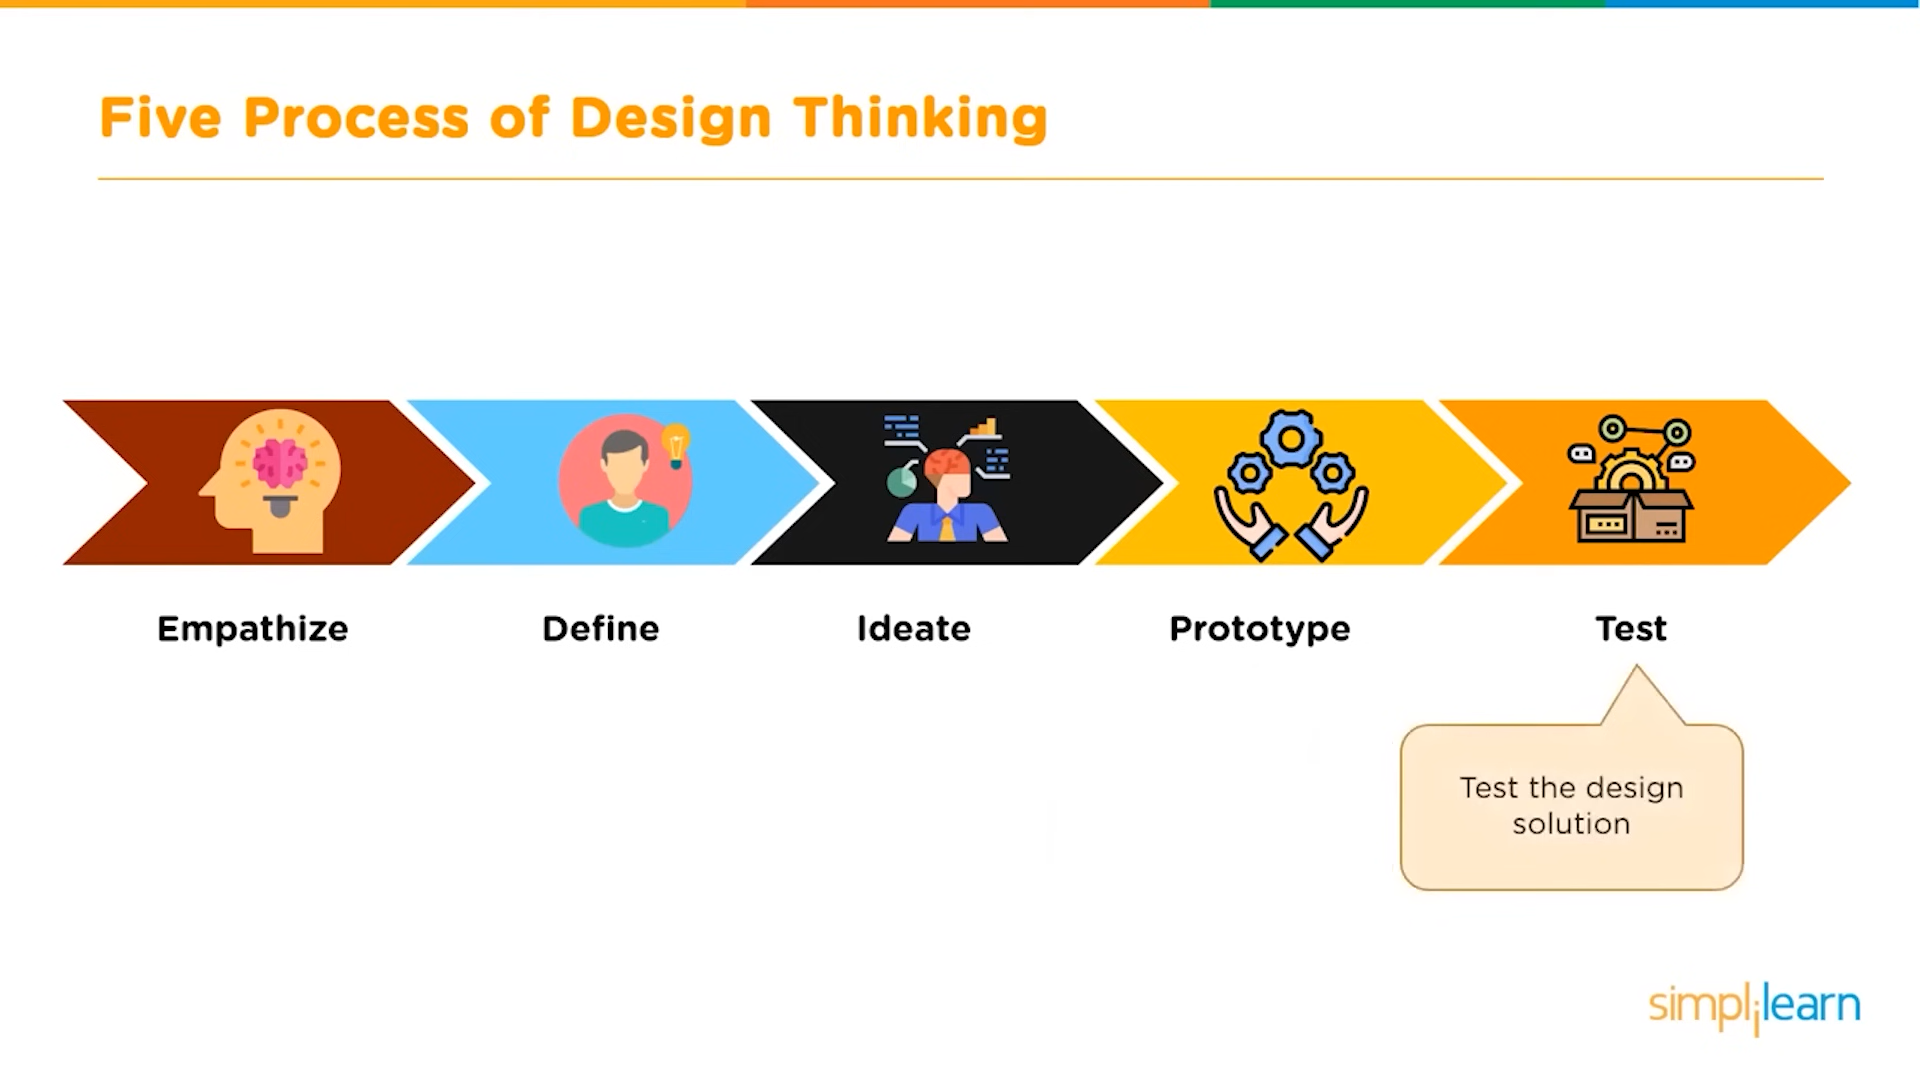 Five Process of Design Thinking
Empathize
Define
Ideate
Prototype
Test
Test the design
solution
simplilearn